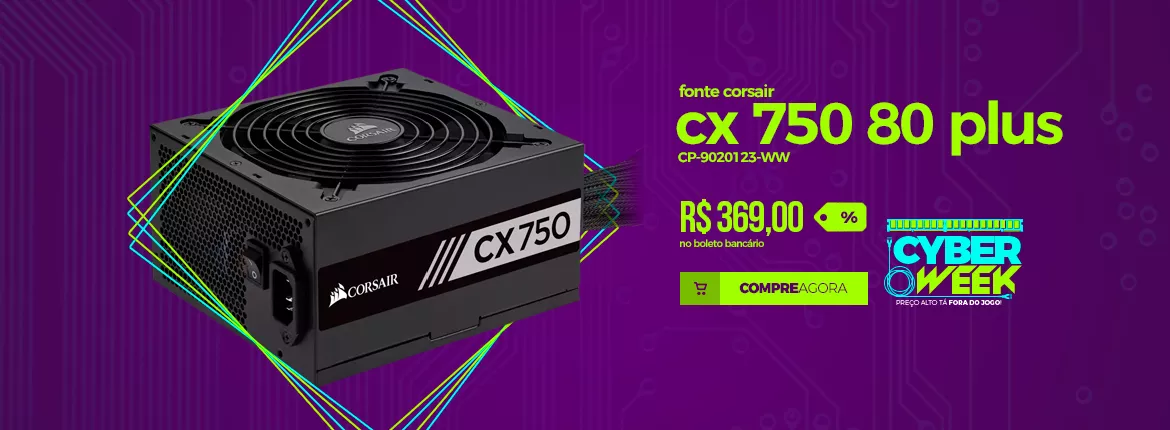 CORSAIR
CX750
CORSAIR
fonte corsair
cx 750 80 plus
CP-9020123-WW
R$ 369,00
%
no boleto bancário
COMPREAGORA
CYBER
WEEK
PREÇO ALTO TÁ FORA DO JOGO!